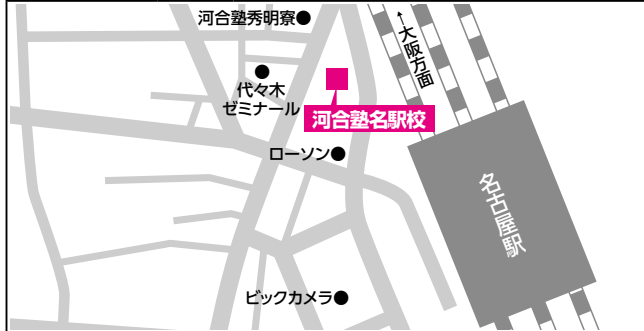 河合塾秀明寮●
←大阪方面
代々木
ゼミナール
河合塾名駅校
ローソン●
名古屋駅
ビックカメラ●